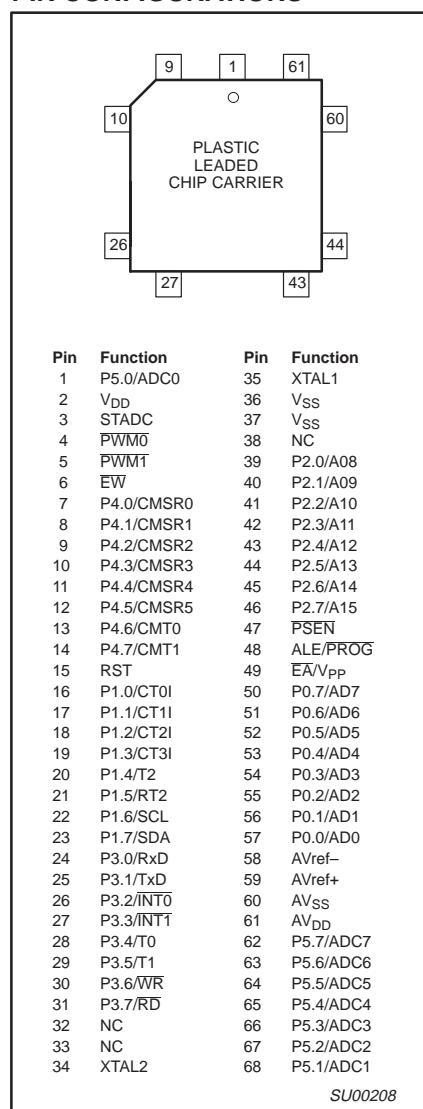 9 1 61
10 60
PLASTIC
LEADED
CHIP CARRIER
26 44
27 43
Pin Function Pin Function
1 P5.0/ADC0 35 XTAL1
2 VDD 36 VSS
3 STADC 37 VSS
4 P̅W̅M̅0̅ 38 NC
5 P̅W̅M̅1̅ 39 P2.0/A08
6 E̅W̅ 40 P2.1/A09
7 P4.0/CMSR0 41 P2.2/A10
8 P4.1/CMSR1 42 P2.3/A11
9 P4.2/CMSR2 43 P2.4/A12
10 P4.3/CMSR3 44 P2.5/A13
11 P4.4/CMSR4 45 P2.6/A14
12 P4.5/CMSR5 46 P2.7/A15
13 P4.6/CMT0 47 P̅S̅E̅N̅
14 P4.7/CMT1 48 ALE/P̅R̅O̅G̅
15 RST 49 E̅A̅/VPP
16 P1.0/CT0I 50 P0.7/AD7
17 P1.1/CT1I 51 P0.6/AD6
18 P1.2/CT2I 52 P0.5/AD5
19 P1.3/CT3I 53 P0.4/AD4
20 P1.4/T2 54 P0.3/AD3
21 P1.5/RT2 55 P0.2/AD2
22 P1.6/SCL 56 P0.1/AD1
23 P1.7/SDA 57 P0.0/AD0
24 P3.0/RxD 58 AVref–
25 P3.1/TxD 59 AVref+
26 P3.2/I̅N̅T̅0̅ 60 AVSS
27 P3.3/I̅N̅T̅1̅ 61 AVDD
28 P3.4/T0 62 P5.7/ADC7
29 P3.5/T1 63 P5.6/ADC6
30 P3.6/W̅R̅ 64 P5.5/ADC5
31 P3.7/R̅D̅ 65 P5.4/ADC4
32 NC 66 P5.3/ADC3
33 NC 67 P5.2/ADC2
34 XTAL2 68 P5.1/ADC1
SU00208